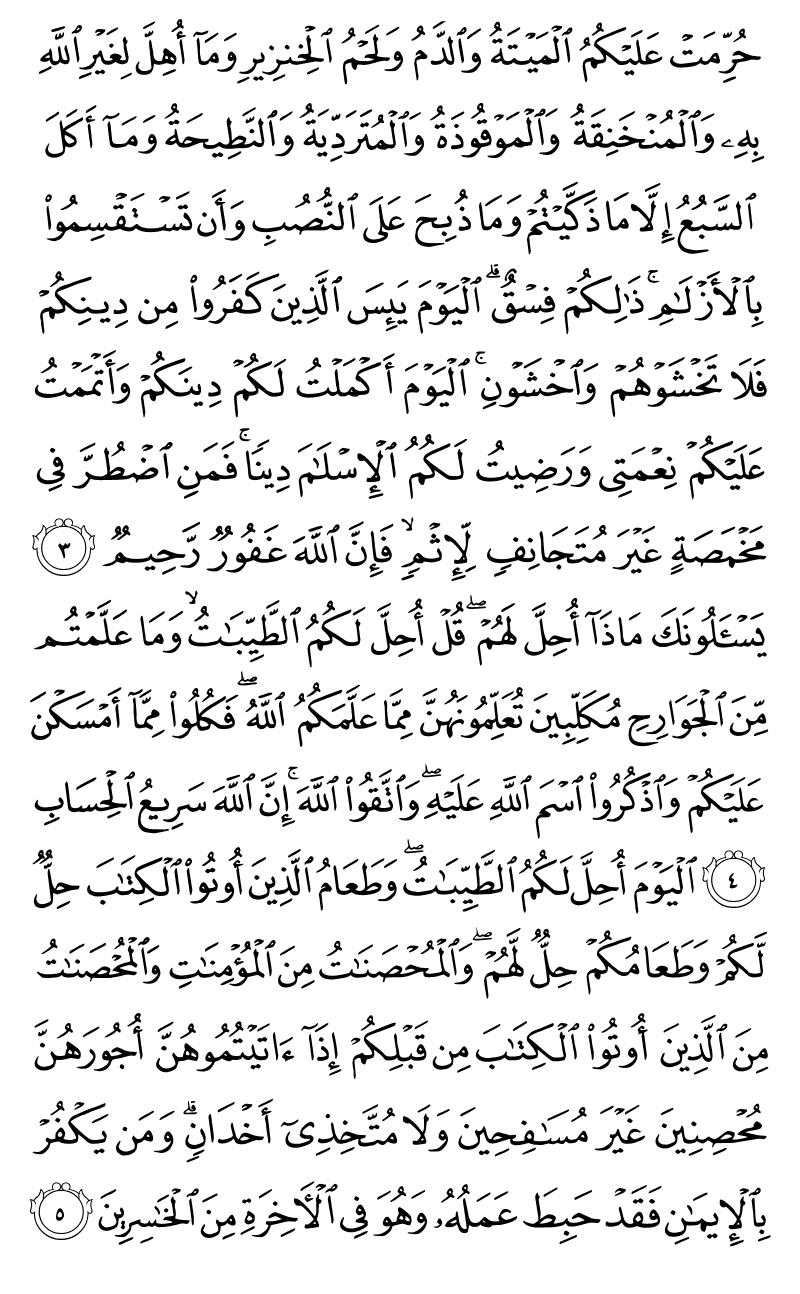 حُرِّمَتۡ عَلَيۡكُمُ ٱلۡمَيۡتَةُ وَٱلدَّمُ وَلَحۡمُ ٱلۡخِنزِيرِ وَمَآ أُهِلَّ لِغَيۡرِ ٱللَّهِ
بِهِۦ وَٱلۡمُنۡخَنِقَةُ وَٱلۡمَوۡقُوذَةُ وَٱلۡمُتَرَدِّيَةُ وَٱلنَّطِيحَةُ وَمَآ أَكَلَ
ٱلسَّبُعُ إِلَّا مَا ذَكَّيۡتُمۡ وَمَا ذُبِحَ عَلَى ٱلنُّصُبِ وَأَن تَسۡتَقۡسِمُواْ
بِٱلۡأَزۡلَٰمِۚ ذَٰلِكُمۡ فِسۡقٌۗ ٱلۡيَوۡمَ يَئِسَ ٱلَّذِينَ كَفَرُواْ مِن دِينِكُمۡ
فَلَا تَخۡشَوۡهُمۡ وَٱخۡشَوۡنِۚ ٱلۡيَوۡمَ أَكۡمَلۡتُ لَكُمۡ دِينَكُمۡ وَأَتۡمَمۡتُ
عَلَيۡكُمۡ نِعۡمَتِي وَرَضِيتُ لَكُمُ ٱلۡإِسۡلَٰمَ دِينٗاۚ فَمَنِ ٱضۡطُرَّ فِي
مَخۡمَصَةٍ غَيۡرَ مُتَجَانِفٖ لِّإِثۡمٖۙ فَإِنَّ ٱللَّهَ غَفُورٞ رَّحِيمٞ ٣
يَسۡـَٔلُونَكَ مَاذَآ أُحِلَّ لَهُمۡۖ قُلۡ أُحِلَّ لَكُمُ ٱلطَّيِّبَٰتُۙ وَمَا عَلَّمۡتُم
مِّنَ ٱلۡجَوَارِحِ مُكَلِّبِينَ تُعَلِّمُونَهُنَّ مِمَّا عَلَّمَكُمُ ٱللَّهُۖ فَكُلُواْ مِمَّآ أَمۡسَكۡنَ
عَلَيۡكُمۡ وَٱذۡكُرُواْ ٱسۡمَ ٱللَّهِ عَلَيۡهِۖ وَٱتَّقُواْ ٱللَّهَۚ إِنَّ ٱللَّهَ سَرِيعُ ٱلۡحِسَابِ
٤ ٱلۡيَوۡمَ أُحِلَّ لَكُمُ ٱلطَّيِّبَٰتُۖ وَطَعَامُ ٱلَّذِينَ أُوتُواْ ٱلۡكِتَٰبَ حِلّٞ
لَّكُمۡ وَطَعَامُكُمۡ حِلّٞ لَّهُمۡۖ وَٱلۡمُحۡصَنَٰتُ مِنَ ٱلۡمُؤۡمِنَٰتِ وَٱلۡمُحۡصَنَٰتُ
مِنَ ٱلَّذِينَ أُوتُواْ ٱلۡكِتَٰبَ مِن قَبۡلِكُمۡ إِذَآ ءَاتَيۡتُمُوهُنَّ أُجُورَهُنَّ
مُحۡصِنِينَ غَيۡرَ مُسَٰفِحِينَ وَلَا مُتَّخِذِيٓ أَخۡدَانٖۗ وَمَن يَكۡفُرۡ
بِٱلۡإِيمَٰنِ فَقَدۡ حَبِطَ عَمَلُهُۥ وَهُوَ فِي ٱلۡأٓخِرَةِ مِنَ ٱلۡخَٰسِرِينَ ٥